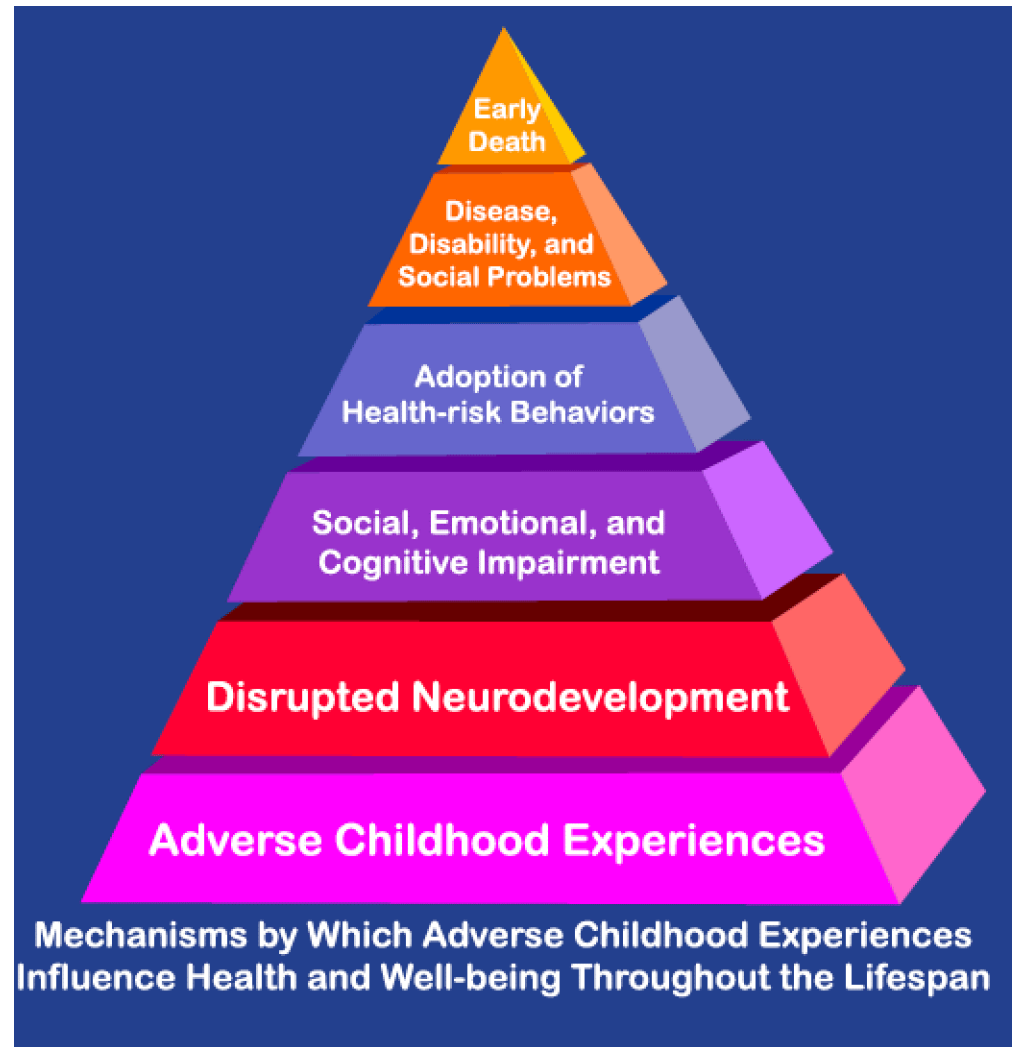 Early
Death
Disease,
Disability, and
Social Problems
Adoption of
Health-risk Behaviors
Social, Emotional, and
Cognitive Impairment
Disrupted Neurodevelopment
Adverse Childhood Experiences
Mechanisms by Which Adverse Childhood Experiences
Influence Health and Well-being Throughout the Lifespan